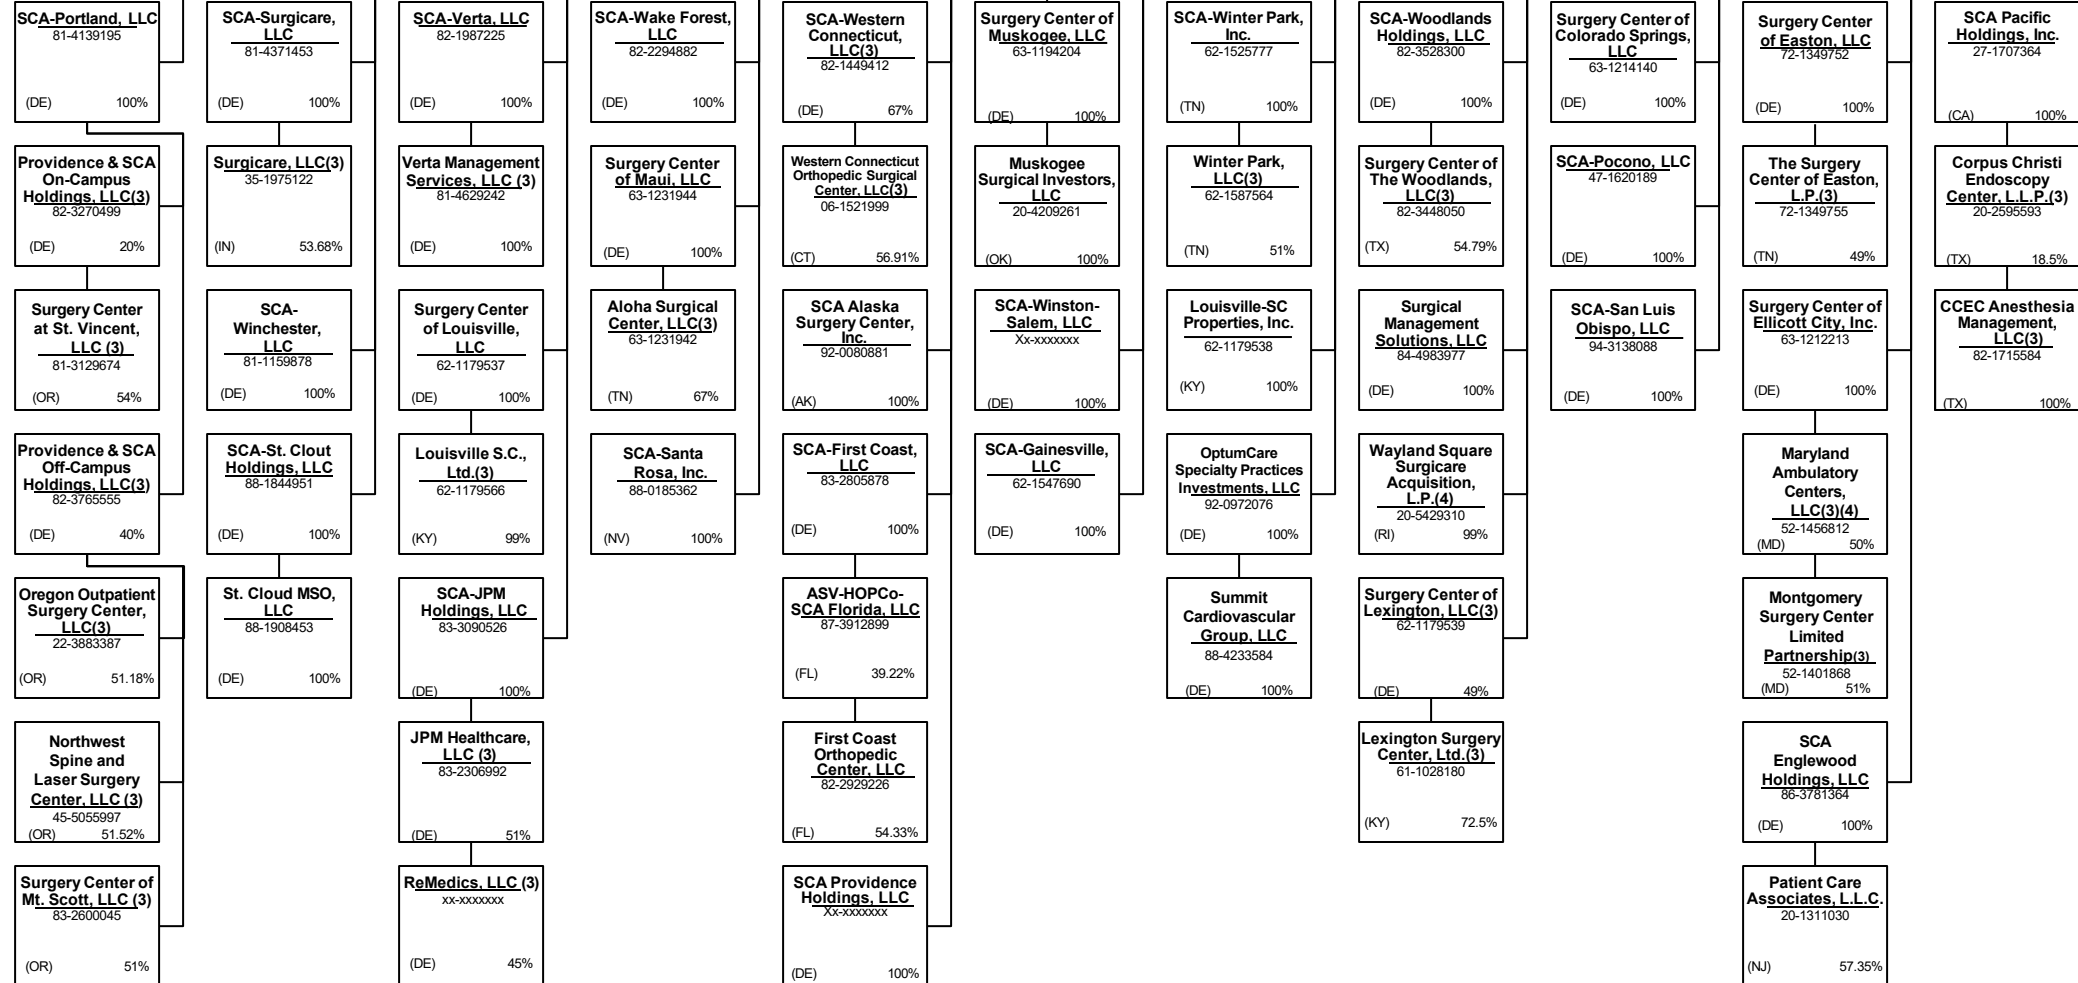 SCA-Portland, LLC
81-4139195
(DE) 100%
Providence & SCA
On-Campus
Holdings, LLC(3)
82-3270499
(DE) 20%
Surgery Center
at St. Vincent,
LLC (3)
81-3129674
(OR) 54%
Providence & SCA
Off-Campus
Holdings, LLC(3)
82-3765555
(DE) 40%
Oregon Outpatient
Surgery Center,
LLC(3)
22-3883387
(OR) 51.18%
Northwest
Spine and
Laser Surgery
Center, LLC (3)
45-5055997
(OR) 51.52%
Surgery Center of
Mt. Scott, LLC (3)
83-2600045
(OR) 51%
SCA-Surgicare,
LLC
81-4371453
(DE) 100%
Surgicare, LLC(3)
35-1975122
(IN) 53.68%
SCA-
Winchester,
LLC
81-1159878
(DE) 100%
SCA-St. Clout
Holdings, LLC
88-1844951
(DE) 100%
St. Cloud MSO,
LLC
88-1908453
(DE) 100%
SCA-Verta, LLC
82-1987225
(DE) 100%
Verta Management
Services, LLC (3)
81-4629242
(DE) 100%
Surgery Center
of Louisville,
LLC
62-1179537
(DE) 100%
Louisville S.C.,
Ltd.(3)
62-1179566
(KY) 99%
SCA-JPM
Holdings, LLC
83-3090526
(DE) 100%
JPM Healthcare,
LLC (3)
83-2306992
(DE) 51%
ReMedics, LLC (3)
xx-xxxxxxx
(DE) 45%
SCA-Wake Forest,
LLC
82-2294882
(DE) 100%
Surgery Center
of Maui, LLC
63-1231944
(DE) 100%
Aloha Surgical
Center, LLC(3)
63-1231942
(TN) 67%
SCA-Santa
Rosa, Inc.
88-0185362
(NV) 100%
SCA-Western
Connecticut,
LLC(3)
82-1449412
(DE) 67%
Western Connecticut
Orthopedic Surgical
Center, LLC(3)
06-1521999
(CT) 56.91%
SCA Alaska
Surgery Center,
Inc.
92-0080881
(AK) 100%
SCA-First Coast,
LLC
83-2805878
(DE) 100%
ASV-HOPCo-
SCA Florida, LLC
87-3912899
(FL) 39.22%
First Coast
Orthopedic
Center, LLC
82-2929226
(FL) 54.33%
SCA Providence
Holdings, LLC
Xx-xxxxxxx
(DE) 100%
Surgery Center of
Muskogee, LLC
63-1194204
(DE) 100%
Muskogee
Surgical Investors,
LLC
20-4209261
(OK) 100%
SCA-Winston-
Salem, LLC
Xx-xxxxxxx
(DE) 100%
SCA-Gainesville,
LLC
62-1547690
(DE) 100%
SCA-Winter Park,
Inc.
62-1525777
(TN) 100%
Winter Park,
LLC(3)
62-1587564
(TN) 51%
Louisville-SC
Properties, Inc.
62-1179538
(KY) 100%
OptumCare
Specialty Practices
Investments, LLC
92-0972076
(DE) 100%
Summit
Cardiovascular
Group, LLC
88-4233584
(DE) 100%
SCA-Woodlands
Holdings, LLC
82-3528300
(DE) 100%
Surgery Center of
The Woodlands,
LLC(3)
82-3448050
(TX) 54.79%
Surgical
Management
Solutions, LLC
84-4983977
(DE) 100%
Wayland Square
Surgicare
Acquisition,
L.P.(4)
20-5429310
(RI) 99%
Surgery Center of
Lexington, LLC(3)
62-1179539
(DE) 49%
Lexington Surgery
Center, Ltd.(3)
61-1028180
(KY) 72.5%
Surgery Center of
Colorado Springs,
LLC
63-1214140
(DE) 100%
SCA-Pocono, LLC
47-1620189
(DE) 100%
SCA-San Luis
Obispo, LLC
94-3138088
(DE) 100%
Surgery Center
of Easton, LLC
72-1349752
(DE) 100%
The Surgery
Center of Easton,
L.P.(3)
72-1349755
(TN) 49%
Surgery Center of
Ellicott City, Inc.
63-1212213
(DE) 100%
Maryland
Ambulatory
Centers,
LLC(3)(4)
52-1456812
(MD) 50%
Montgomery
Surgery Center
Limited
Partnership(3)
52-1401868
(MD) 51%
SCA
Englewood
Holdings, LLC
86-3781364
(DE) 100%
Patient Care
Associates, L.L.C.
20-1311030
(NJ) 57.35%
SCA Pacific
Holdings, Inc.
27-1707364
(CA) 100%
Corpus Christi
Endoscopy
Center, L.L.P.(3)
20-2595593
(TX) 18.5%
CCEC Anesthesia
Management,
LLC(3)
82-1715584
(TX) 100%